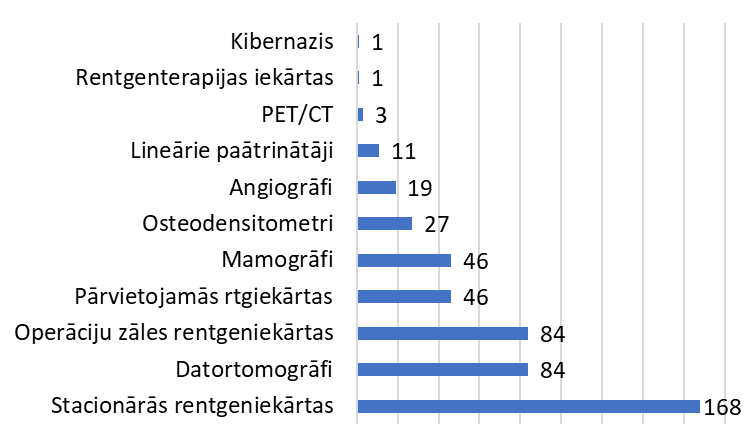 Kibernazis 1
Rentgenterapijas iekārtas 1
PET/CT 3
Lineārie paātrinātāji 11
Angiogrāfi 19
Osteodensitometri 27
Mamogrāfi 46
Pārvietojamās rtgiekārtas 46
Operāciju zāles rentgeniekārtas 84
Datortomogrāfi 84
Stacionārās rentgeniekārtas 168